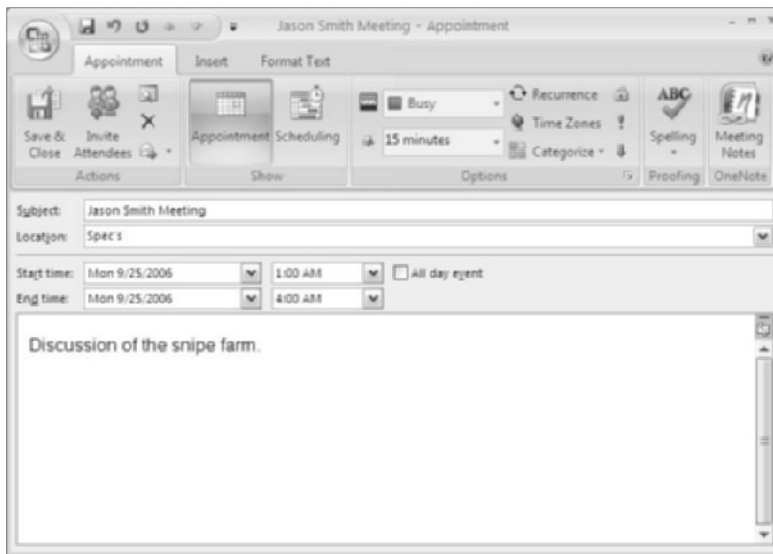 Jason Smith Meeting - Appointment
Appointment Insert Format Text
Save & Close
Invite Attendees
Actions
Appointment Scheduling
Show
Busy
15 minutes
Recurrence
Time Zones
Categorize
Options
ABC
Spelling
Proofing
Meeting Notes
OneNote
Subject: Jason Smith Meeting
Location: Spec's
Start time: Mon 9/25/2006 1:00 AM All day event
End time: Mon 9/25/2006 4:00 AM
Discussion of the snipe farm.